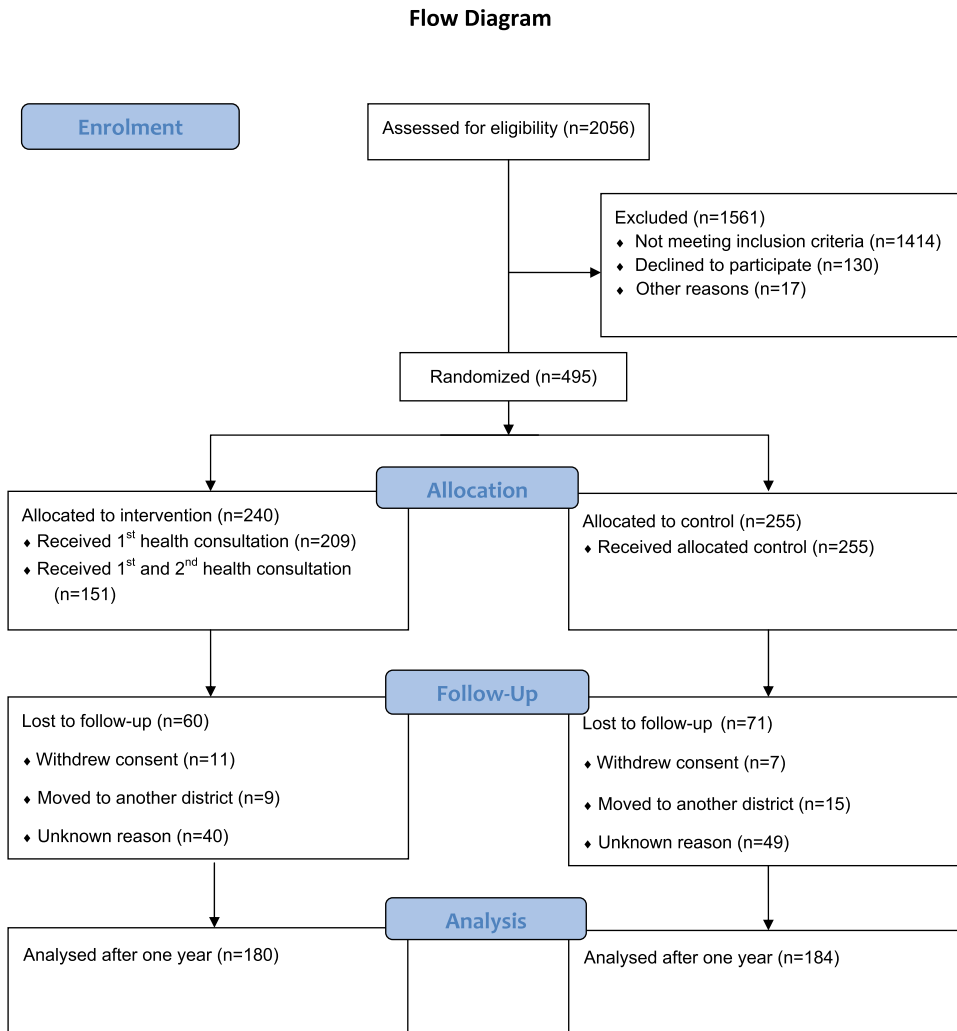 Flow Diagram
Enrolment
Assessed for eligibility (n=2056)
Excluded (n=1561)
♦ Not meeting inclusion criteria (n=1414)
♦ Declined to participate (n=130)
♦ Other reasons (n=17)
Randomized (n=495)
Allocation
Allocated to intervention (n=240)
♦ Received 1st health consultation (n=209)
♦ Received 1st and 2nd health consultation
(n=151)
Allocated to control (n=255)
♦ Received allocated control (n=255)
Follow-Up
Lost to follow-up (n=60)
♦ Withdrew consent (n=11)
♦ Moved to another district (n=9)
♦ Unknown reason (n=40)
Lost to follow-up (n=71)
♦ Withdrew consent (n=7)
♦ Moved to another district (n=15)
♦ Unknown reason (n=49)
Analysis
Analysed after one year (n=180)
Analysed after one year (n=184)